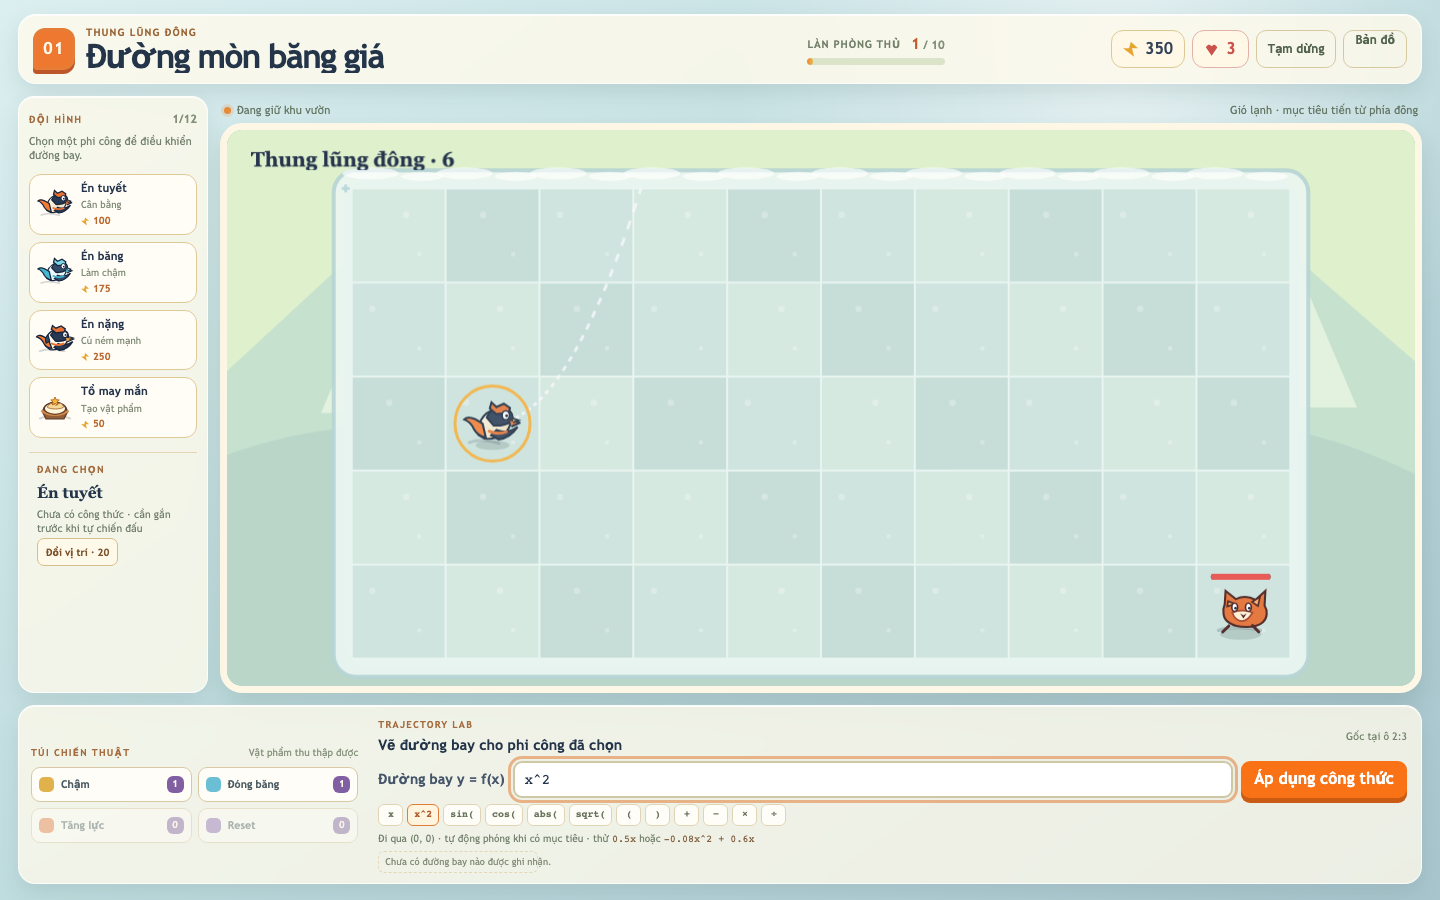 01
THUNG LŨNG ĐÔNG
Đường mòn băng giá
LÀN PHÒNG THỦ 1 / 10
350
3
Tạm dừng
Bản đồ
ĐỘI HÌNH 1/12
Chọn một phi công để điều khiển
đường bay.
Én tuyết
Cân bằng
100
Én băng
Làm chậm
175
Én nặng
Cú ném mạnh
250
Tổ may mắn
Tạo vật phẩm
50
ĐANG CHỌN
Én tuyết
Chưa có công thức · cần gắn
trước khi tự chiến đấu
Đổi vị trí · 20
Đang giữ khu vườn
Gió lạnh · mục tiêu tiến từ phía đông
Thung lũng đông · 6
TÚI CHIẾN THUẬT
Vật phẩm thu thập được
Chậm 1
Đóng băng 1
Tăng lực 0
Reset 0
TRAJECTORY LAB
Vẽ đường bay cho phi công đã chọn
Gốc tại ô 2:3
Đường bay y = f(x)
x^2
Áp dụng công thức
x x^2 sin( cos( abs( sqrt( ( ) + − × ÷
Đi qua (0, 0) · tự động phóng khi có mục tiêu · thử 0.5x hoặc −0.08x^2 + 0.6x
Chưa có đường bay nào được ghi nhận.